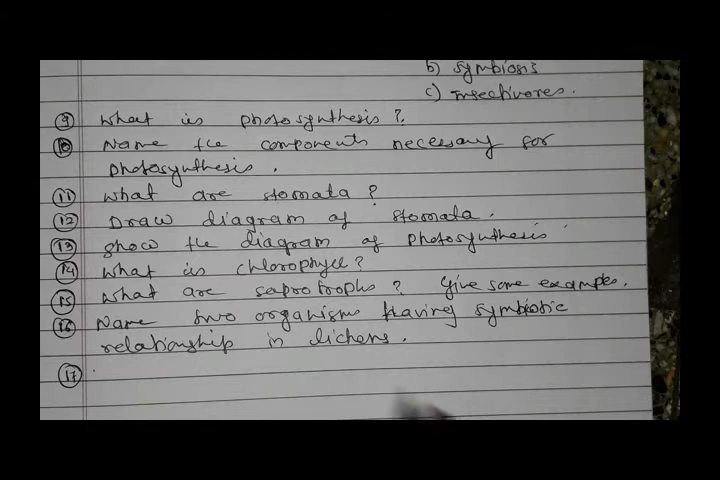 b) Symbiosis
c) Insectivores.
9 What is photosynthesis?
10 Name the components necessary for
photosynthesis.
11 What are stomata?
12 Draw diagram of stomata.
13 Show the diagram of photosynthesis
14 What is chlorophyll?
15 What are saprotrophs? Give some examples.
16 Name two organisms having symbiotic
relationship in lichens.
17